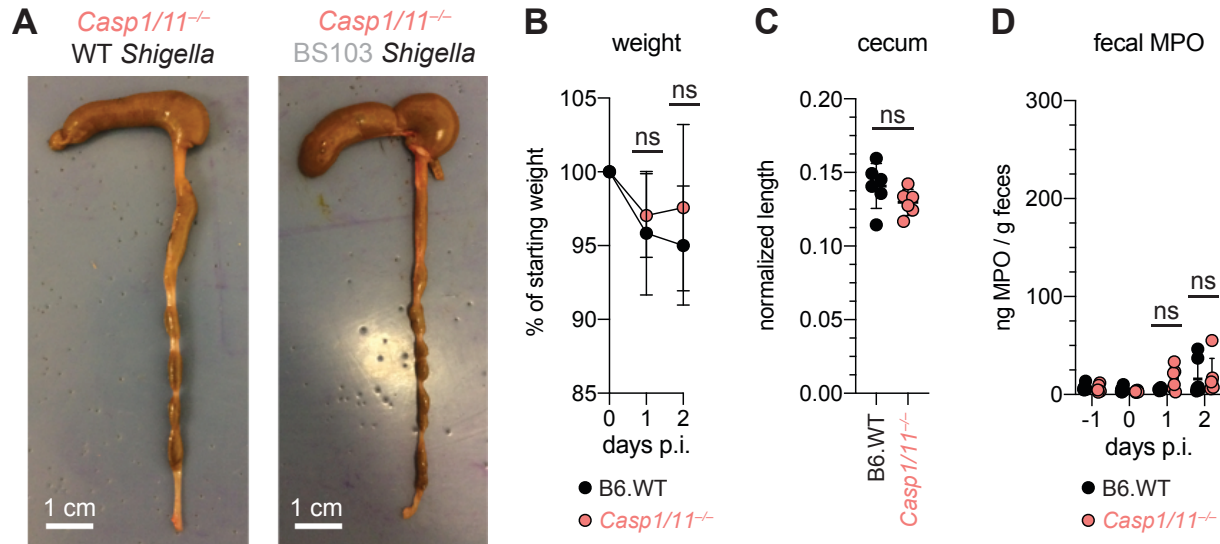 A
Casp1/11–/–
WT Shigella
1 cm
Casp1/11–/–
BS103 Shigella
1 cm
B
weight
% of starting weight
105
100
95
90
85
ns
ns
0 1 2
days p.i.
B6.WT
Casp1/11–/–
C
cecum
normalized length
0.20
0.15
0.10
0.05
0.00
ns
B6.WT
Casp1/11–/–
D
fecal MPO
ng MPO / g feces
300
200
100
50
0
ns
ns
-1 0 1 2
days p.i.
B6.WT
Casp1/11–/–